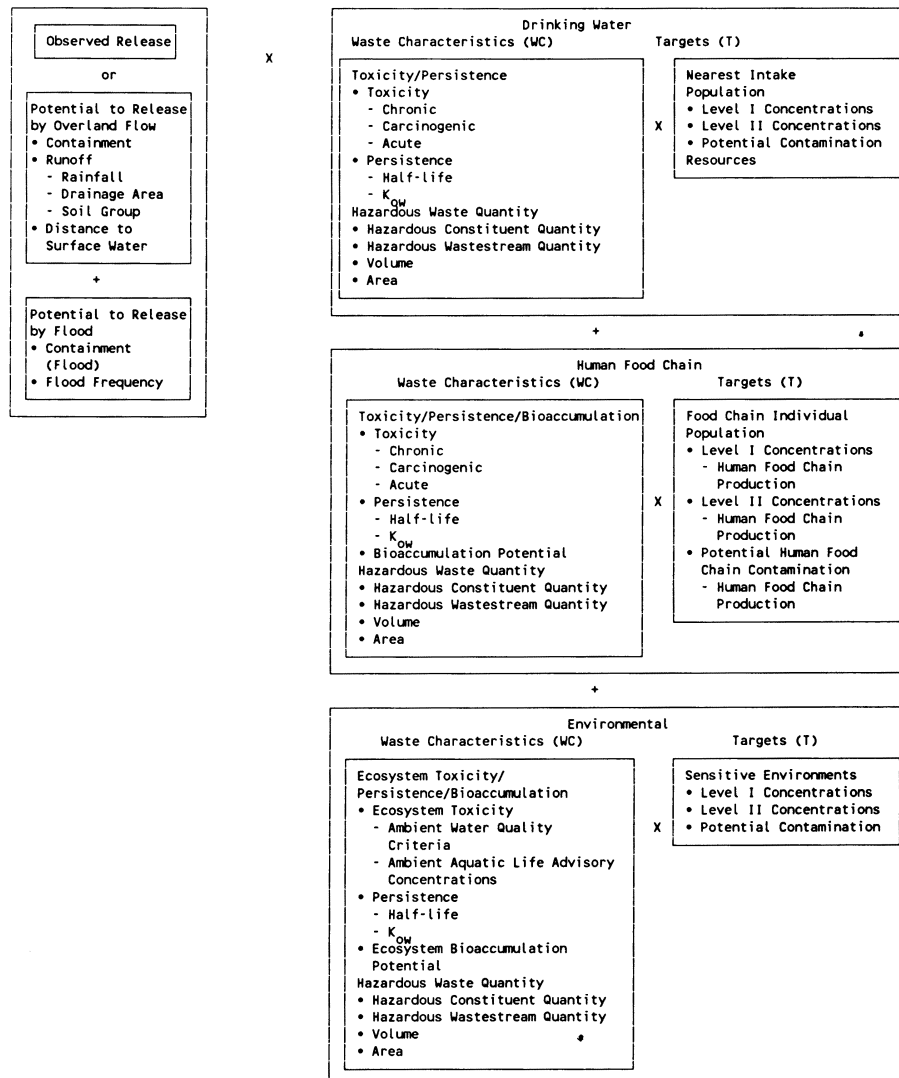 Observed Release
or
Potential to Release
by Overland Flow
• Containment
• Runoff
- Rainfall
- Drainage Area
- Soil Group
• Distance to
Surface Water
+
Potential to Release
by Flood
• Containment
(Flood)
• Flood Frequency
X
Drinking Water
Waste Characteristics (WC)
Toxicity/Persistence
• Toxicity
- Chronic
- Carcinogenic
- Acute
• Persistence
- Half-life
- Kow
Hazardous Waste Quantity
• Hazardous Constituent Quantity
• Hazardous Wastestream Quantity
• Volume
• Area
X
Targets (T)
Nearest Intake
Population
• Level I Concentrations
• Level II Concentrations
• Potential Contamination
Resources
+
Human Food Chain
Waste Characteristics (WC)
Toxicity/Persistence/Bioaccumulation
• Toxicity
- Chronic
- Carcinogenic
- Acute
• Persistence
- Half-life
- Kow
• Bioaccumulation Potential
Hazardous Waste Quantity
• Hazardous Constituent Quantity
• Hazardous Wastestream Quantity
• Volume
• Area
X
Targets (T)
Food Chain Individual
Population
• Level I Concentrations
- Human Food Chain
Production
• Level II Concentrations
- Human Food Chain
Production
• Potential Human Food
Chain Contamination
- Human Food Chain
Production
+
Environmental
Waste Characteristics (WC)
Ecosystem Toxicity/
Persistence/Bioaccumulation
• Ecosystem Toxicity
- Ambient Water Quality
Criteria
- Ambient Aquatic Life Advisory
Concentrations
• Persistence
- Half-life
- Kow
• Ecosystem Bioaccumulation
Potential
Hazardous Waste Quantity
• Hazardous Constituent Quantity
• Hazardous Wastestream Quantity
• Volume
• Area
X
Targets (T)
Sensitive Environments
• Level I Concentrations
• Level II Concentrations
• Potential Contamination